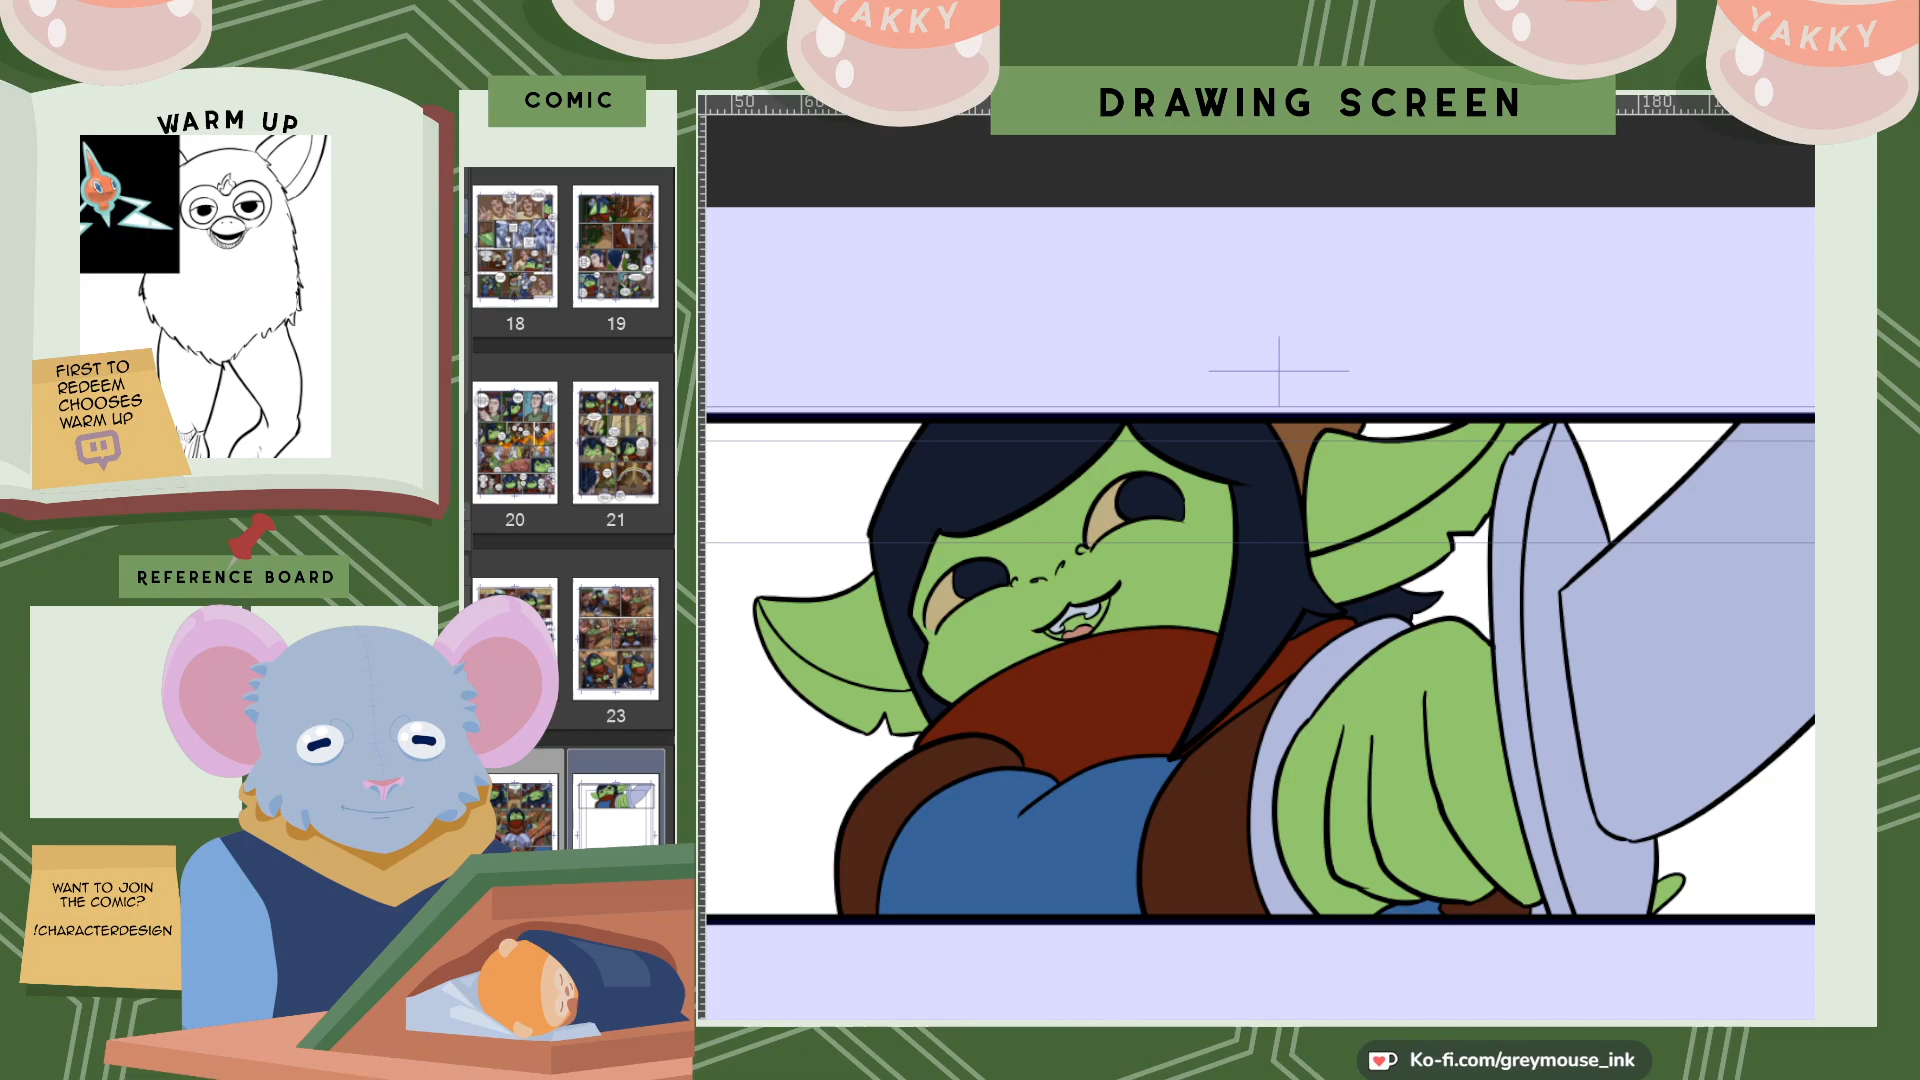 YAKKY
YAKKY
WARM UP
COMIC
DRAWING SCREEN
50
180
18
19
FIRST TO
REDEEM
CHOOSES
WARM UP
20
21
REFERENCE BOARD
23
WANT TO JOIN
THE COMIC?
!CHARACTERDESIGN
Ko-fi.com/greymouse_ink